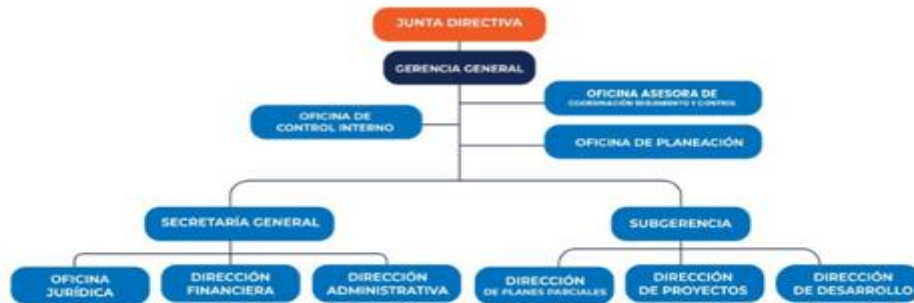 JUNTA DIRECTIVA
GERENCIA GENERAL
OFICINA ASESORA DE
COORDINACIÓN SEGUIMIENTO Y CONTROL
OFICINA DE
CONTROL INTERNO
OFICINA DE PLANEACIÓN
SECRETARÍA GENERAL
SUBGERENCIA
OFICINA
JURÍDICA
DIRECCIÓN
FINANCIERA
DIRECCIÓN
ADMINISTRATIVA
DIRECCIÓN
DE PLANES PARCIALES
DIRECCIÓN
DE PROYECTOS
DIRECCIÓN
DE DESARROLLO